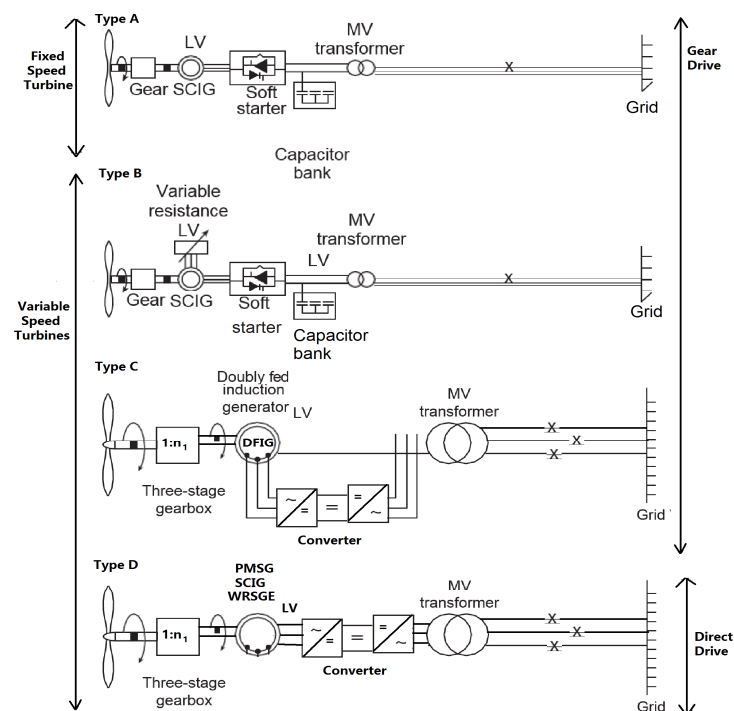 Type A
Fixed
Speed
Turbine
LV
MV
transformer
Gear
Drive
Gear SCIG
Soft
starter
X
Grid
Capacitor
bank
Type B
Variable
resistance
LV
MV
transformer
LV
Gear SCIG
Soft
starter
X
Grid
Capacitor
bank
Variable
Speed
Turbines
Type C
Doubly fed
induction
generator
LV
MV
transformer
1:n1
DFIG
X
X
X
Three-stage
gearbox
~
=
=
=
~
Converter
Grid
Type D
PMSG
SCIG
WRSGE
LV
MV
transformer
1:n1
~
=
=
=
~
X
X
X
Direct
Drive
Converter
Three-stage
gearbox
Grid